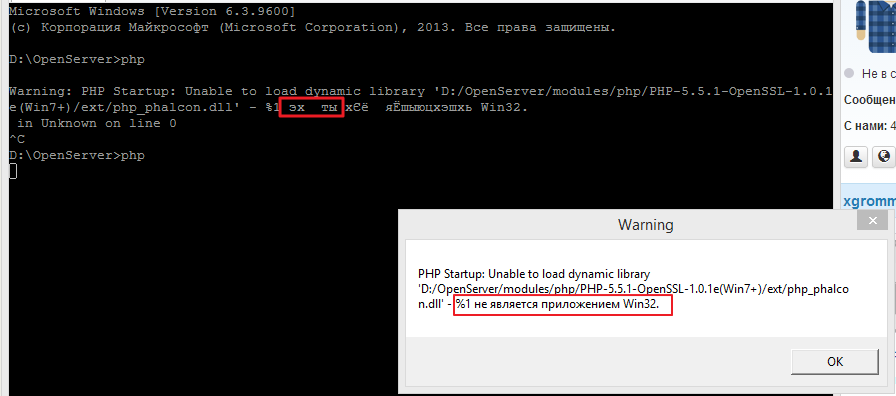 Microsoft Windows [Version 6.3.9600]
(c) Корпорация Майкрософт (Microsoft Corporation), 2013. Все права защищены.
D:\OpenServer>php
Warning: PHP Startup: Unable to load dynamic library 'D:/OpenServer/modules/php/PHP-5.5.1-OpenSSL-1.0.1
e(Win7+)/ext/php_phalcon.dll' - %1 эх ты хЄё яЁшыюцхэшхь Win32.
in Unknown on line 0
^C
D:\OpenServer>php
Не в с
Сообщен
С нами: 4
xgromm
Warning
PHP Startup: Unable to load dynamic library
'D:/OpenServer/modules/php/PHP-5.5.1-OpenSSL-1.0.1e(Win7+)/ext/php_phalco
n.dll' - %1 не является приложением Win32.
OK